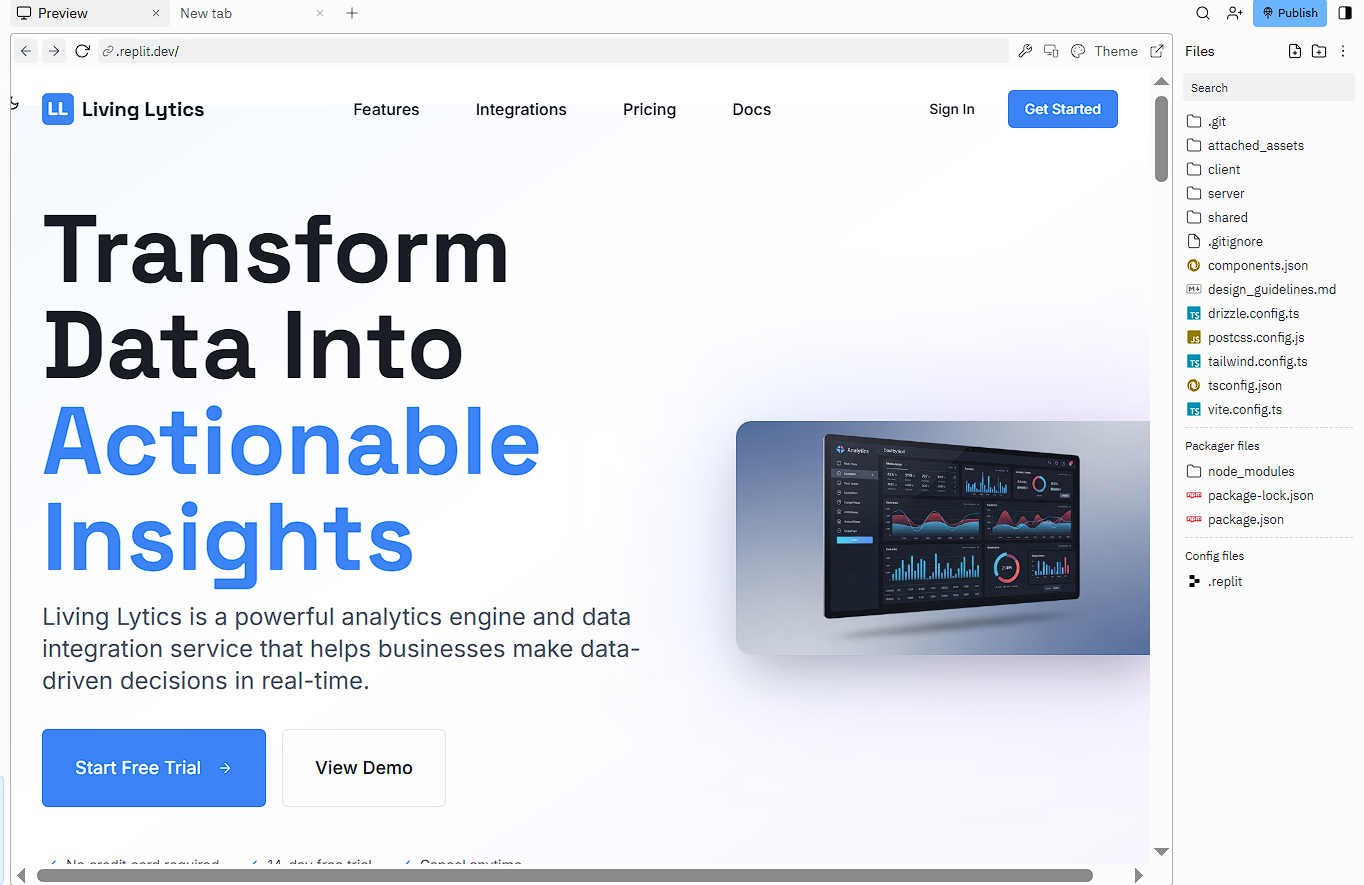 Preview
New tab
Publish
.replit.dev/
Theme
Files
Search
LL Living Lytics
Features
Integrations
Pricing
Docs
Sign In
Get Started
Transform
Data Into
Actionable
Insights
Living Lytics is a powerful analytics engine and data
integration service that helps businesses make data-
driven decisions in real-time.
Start Free Trial →
View Demo
No credit card required
14-day free trial
Cancel anytime
Analytics
.git
attached_assets
client
server
shared
.gitignore
components.json
design_guidelines.md
drizzle.config.ts
postcss.config.js
tailwind.config.ts
tsconfig.json
vite.config.ts
Packager files
node_modules
package-lock.json
package.json
Config files
.replit